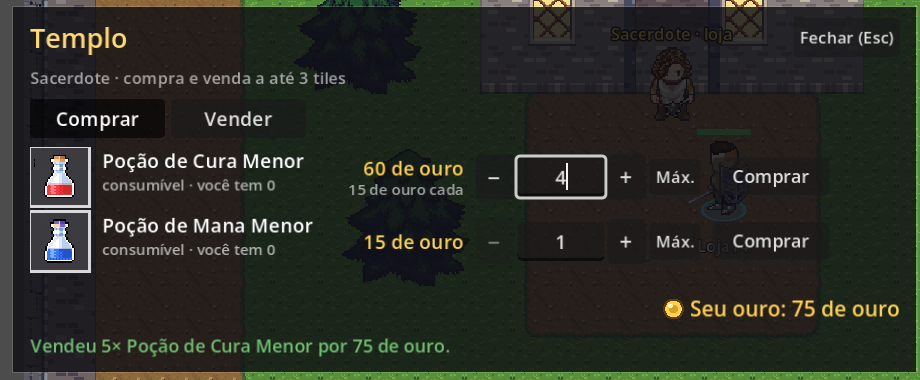 Templo
Sacerdote · loja
Fechar (Esc)
Sacerdote · compra e venda a até 3 tiles
Comprar
Vender
Poção de Cura Menor
consumível · você tem 0
60 de ouro
15 de ouro cada
− 4 + Máx. Comprar
Poção de Mana Menor
consumível · você tem 0
15 de ouro
− 1 + Máx. Comprar
Loja
Seu ouro: 75 de ouro
Vendeu 5× Poção de Cura Menor por 75 de ouro.